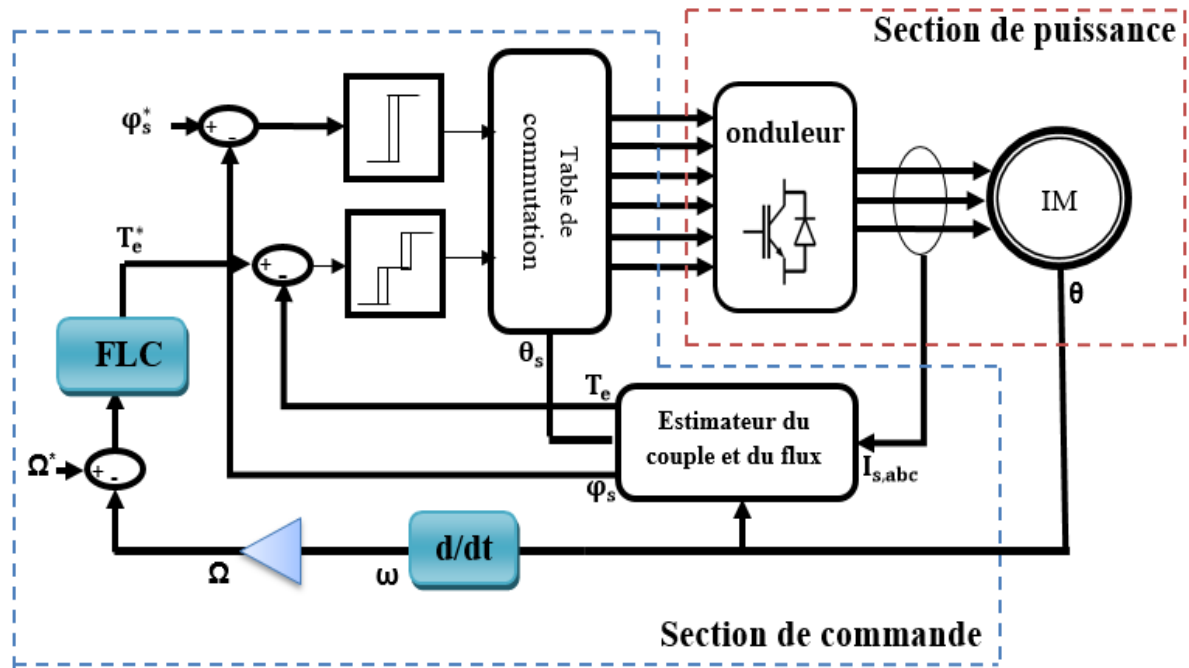 Section de puissance
φs*
+
-
Table de
commutation
onduleur
IM
Te*
+
-
θ
FLC
θs
Te
Estimateur du
couple et du flux
Is,abc
Ω*
+
-
φs
Ω
ω
d/dt
Section de commande